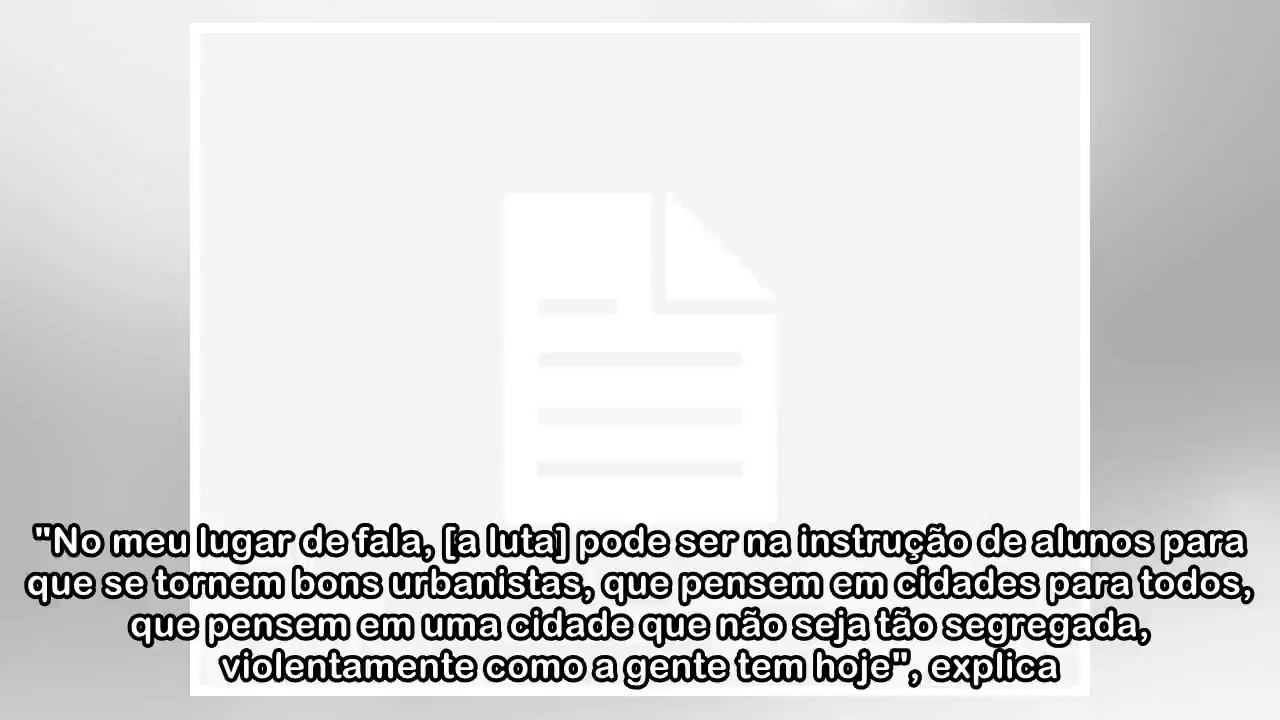 "No meu lugar de fala, [a luta] pode ser na instrução de alunos para
que se tornem bons urbanistas, que pensem em cidades para todos,
que pensem em uma cidade que não seja tão segregada,
violentamente como a gente tem hoje", explica